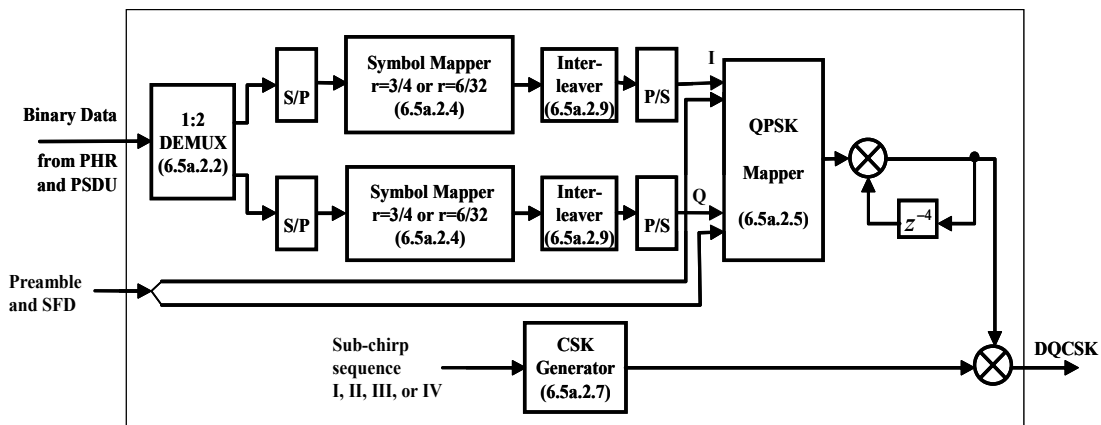 Binary Data
from PHR
and PSDU
1:2
DEMUX
(6.5a.2.2)
S/P
Symbol Mapper
r=3/4 or r=6/32
(6.5a.2.4)
Inter-
leaver
(6.5a.2.9)
P/S
I
S/P
Symbol Mapper
r=3/4 or r=6/32
(6.5a.2.4)
Inter-
leaver
(6.5a.2.9)
P/S
Q
QPSK
Mapper
(6.5a.2.5)
z⁻⁴
Preamble
and SFD
Sub-chirp
sequence
I, II, III, or IV
CSK
Generator
(6.5a.2.7)
DQCSK